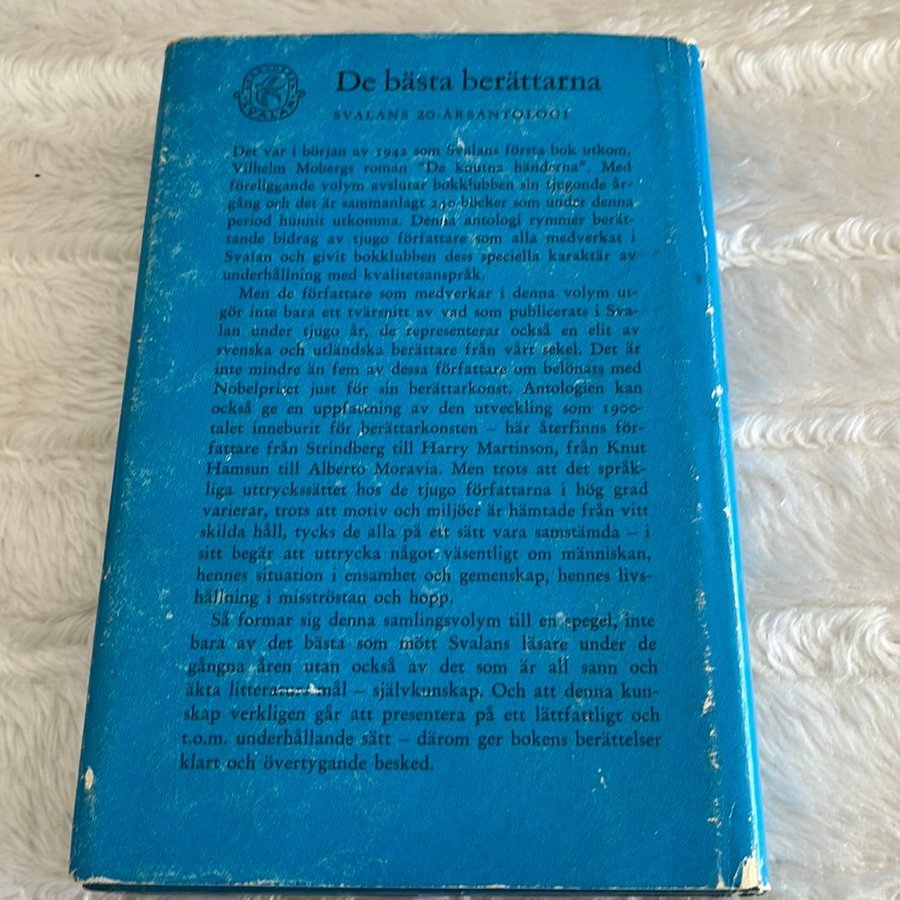 BOKKLUBBEN SVALAN
De bästa berättarna
SVALANS 20-ÅRSANTOLOGI
Det var i början av 1942 som Svalans första bok utkom,
Vilhelm Mobergs roman "De knutna händerna". Med
föreliggande volym avslutar bokklubben sin tjugonde år-
gång och det är sammanlagt 240 böcker som under denna
period hunnit utkomma. Denna antologi rymmer berät-
tande bidrag av tjugo författare som alla medverkat i
Svalan och givit bokklubben dess speciella karaktär av
underhållning med kvalitetsanspråk.
Men de författare som medverkar i denna volym ut-
gör inte bara ett tvärsnitt av vad som publicerats i Sva-
lan under tjugo år, de representerar också en elit av
svenska och utländska berättare från vårt sekel. Det är
inte mindre än fem av dessa författare om belönats med
Nobelpriset just för sin berättarkonst. Antologien kan
också ge en uppfattning av den utveckling som 1900-
talet inneburit för berättarkonsten – här återfinns för-
fattare från Strindberg till Harry Martinson, från Knut
Hamsun till Alberto Moravia. Men trots att det språk-
liga uttryckssättet hos de tjugo författarna i hög grad
varierar, trots att motiv och miljöer är hämtade från vitt
skilda håll, tycks de alla på ett sätt vara samstämda – i
sitt begär att uttrycka något väsentligt om människan,
hennes situation i ensamhet och gemenskap, hennes livs-
hållning i misströstan och hopp.
Så formar sig denna samlingsvolym till en spegel, inte
bara av det bästa som mött Svalans läsare under de
gångna åren utan också av det som är all sann och
äkta litteraturs mål – självkunskap. Och att denna kun-
skap verkligen går att presentera på ett lättfattligt och
t.o.m. underhållande sätt – därom ger bokens berättelser
klart och övertygande besked.